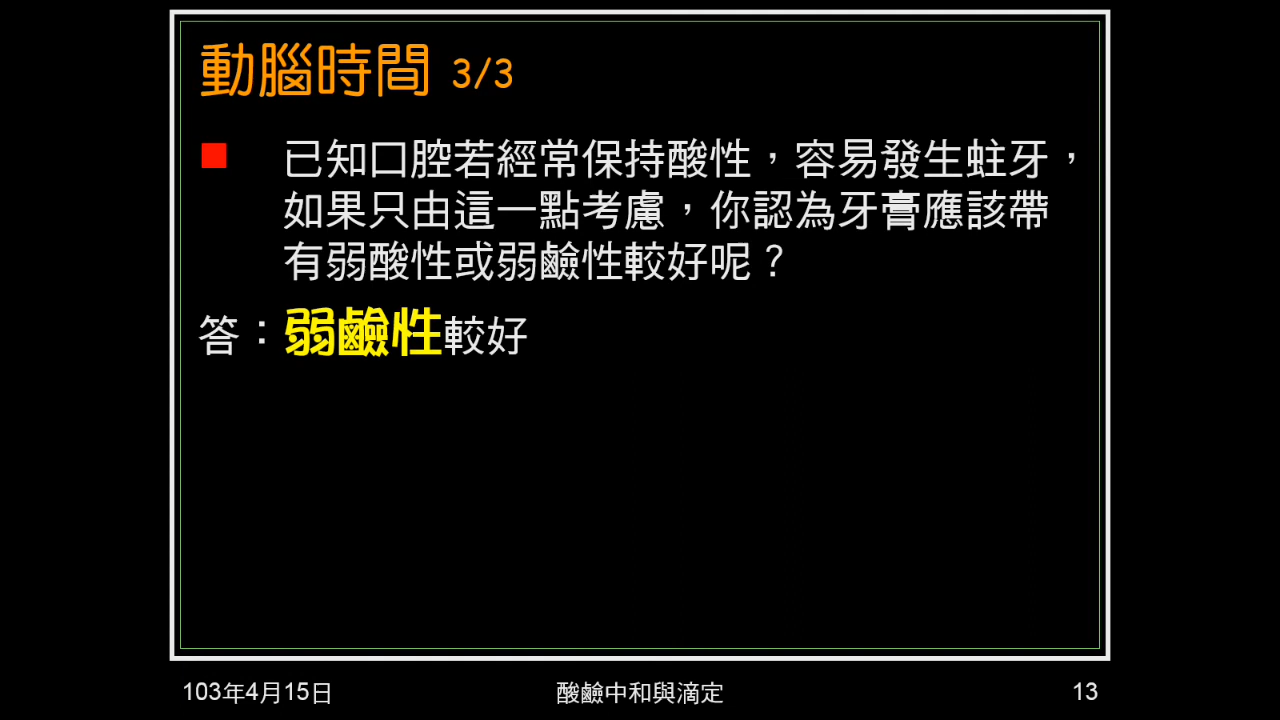 動腦時間 3/3
已知口腔若經常保持酸性，容易發生蛀牙，
如果只由這一點考慮，你認為牙膏應該帶
有弱酸性或弱鹼性較好呢？
答：弱鹼性較好
103年4月15日
酸鹼中和與滴定
13